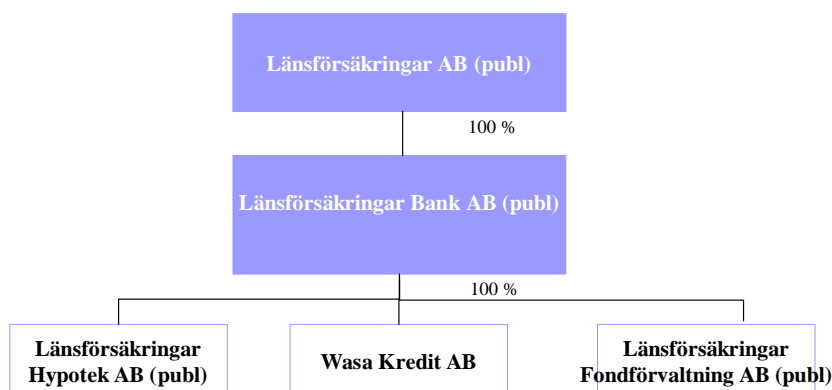 Länsförsäkringar AB (publ)
100 %
Länsförsäkringar Bank AB (publ)
100 %
Länsförsäkringar
Hypotek AB (publ)
Wasa Kredit AB
Länsförsäkringar
Fondförvaltning AB (publ)